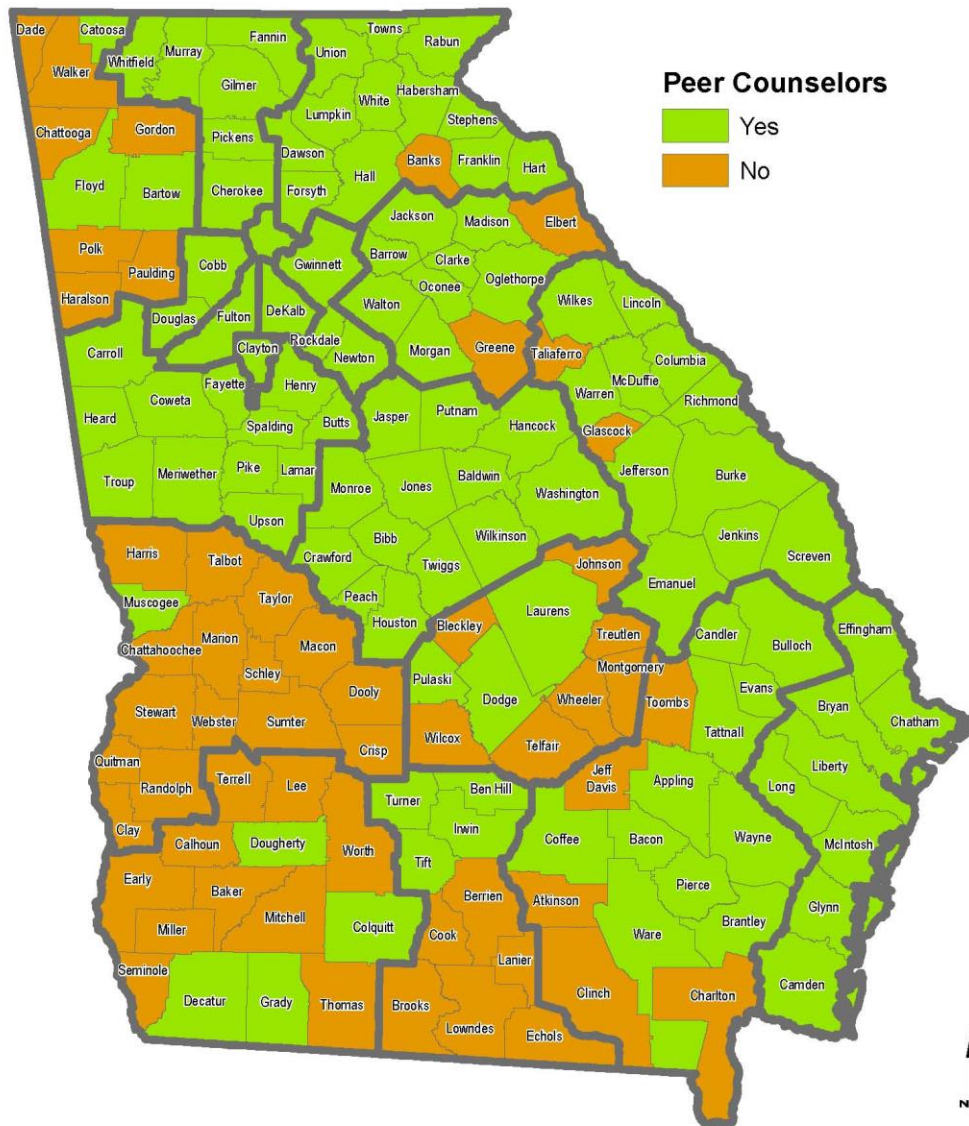 Peer Counselors
Yes
No
Dade
Catoosa
Fannin
Towns
Rabun
Murray
Union
Whitfield
Walker
Gilmer
Habersham
White
Lumpkin
Stephens
Chattooga
Gordon
Pickens
Dawson
Banks
Franklin
Hart
Hall
Floyd
Bartow
Cherokee
Forsyth
Jackson
Madison
Elbert
Polk
Paulding
Cobb
Gwinnett
Barrow
Clarke
Oconee
Oglethorpe
Haralson
Douglas
Fulton
DeKalb
Walton
Wilkes
Lincoln
Carroll
Clayton
Rockdale
Newton
Morgan
Greene
Taliaferro
Columbia
McDuffie
Warren
Richmond
Fayette
Henry
Coweta
Heard
Spalding
Butts
Jasper
Putnam
Hancock
Glascock
Jefferson
Burke
Troup
Meriwether
Pike
Lamar
Monroe
Jones
Baldwin
Washington
Upson
Bibb
Wilkinson
Jenkins
Screven
Crawford
Twiggs
Johnson
Emanuel
Harris
Talbot
Taylor
Peach
Houston
Laurens
Muscogee
Bleckley
Treutlen
Candler
Bulloch
Effingham
Chattahoochee
Marion
Macon
Schley
Pulaski
Montgomery
Dooly
Dodge
Wheeler
Toombs
Evans
Tattnall
Bryan
Chatham
Stewart
Webster
Sumter
Crisp
Wilcox
Telfair
Quitman
Randolph
Terrell
Lee
Turner
Ben Hill
Jeff
Davis
Appling
Long
Liberty
Clay
Calhoun
Dougherty
Worth
Irwin
Tift
Coffee
Bacon
Wayne
McIntosh
Early
Baker
Mitchell
Berrien
Atkinson
Pierce
Miller
Colquitt
Cook
Ware
Brantley
Glynn
Seminole
Decatur
Grady
Thomas
Brooks
Lanier
Clinch
Charlton
Camden
Lowndes
Echols
N